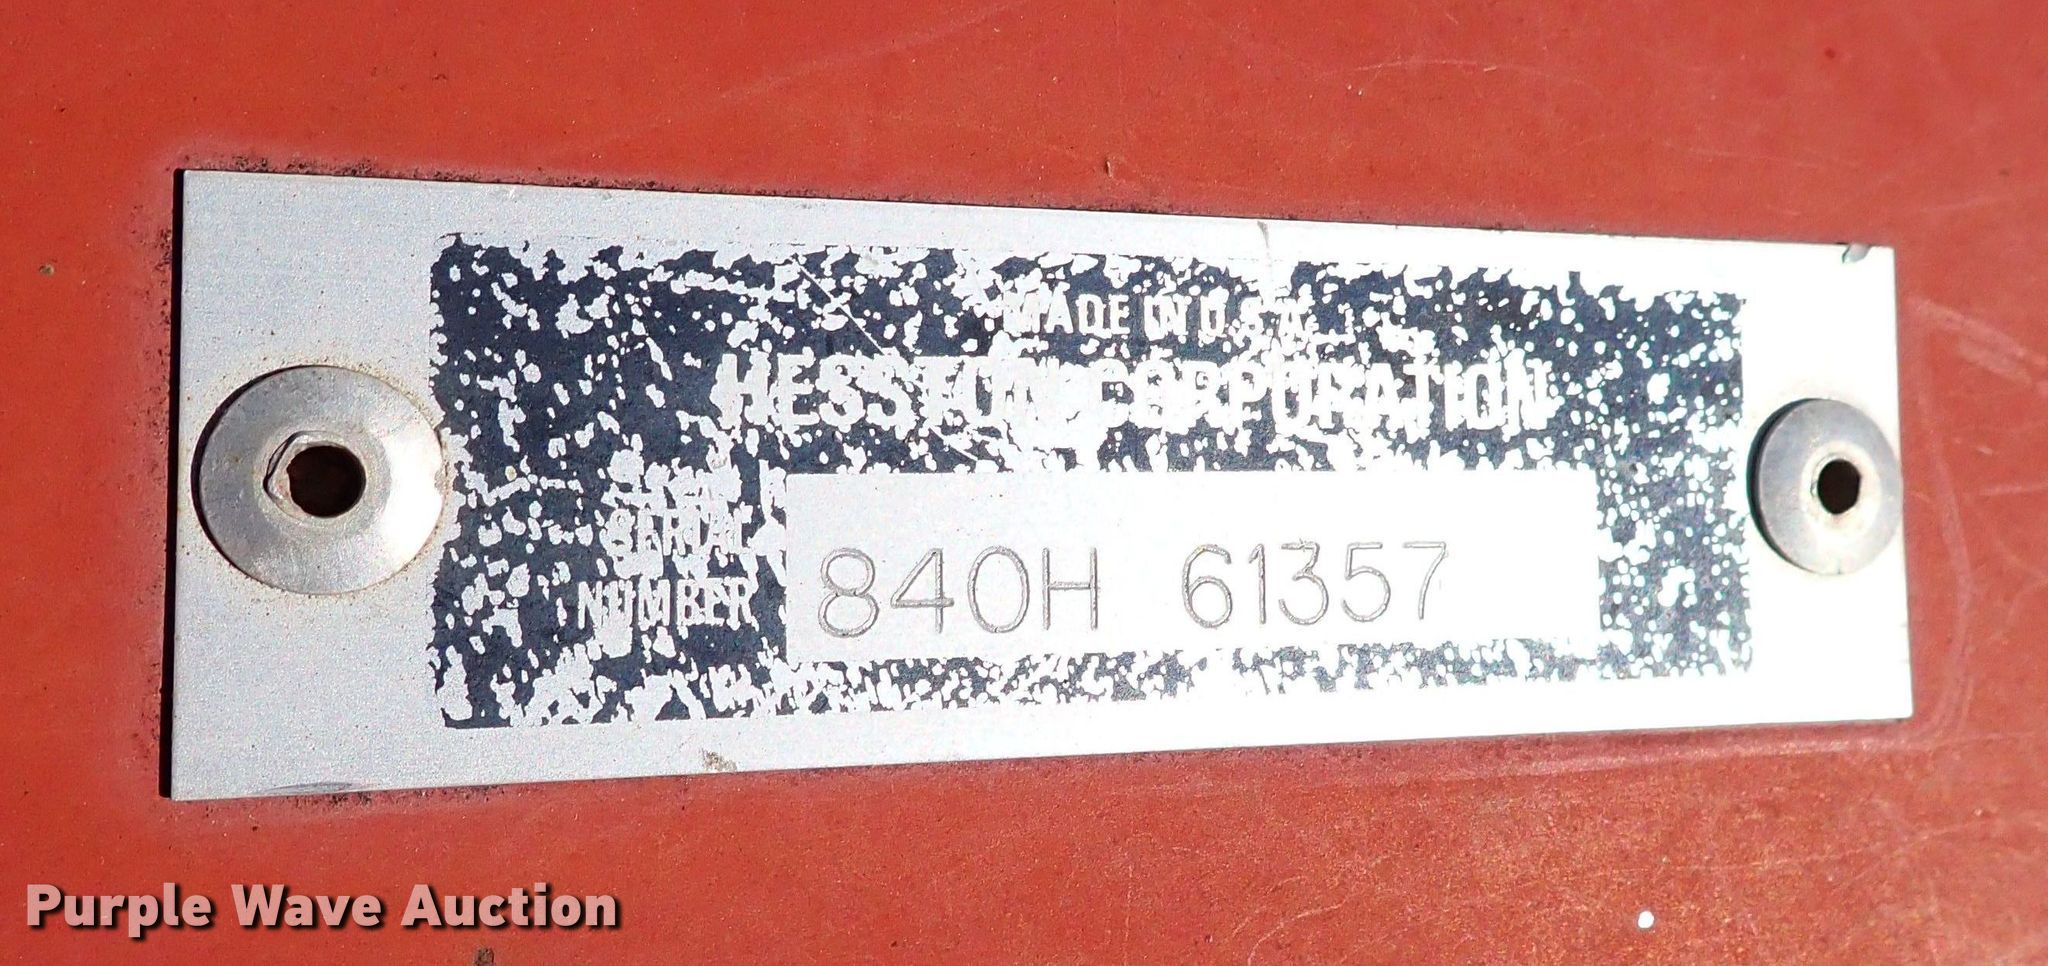 MADE IN U.S.A.
HESSTON CORPORATION
SERIAL
NUMBER
840H 61357
Purple Wave Auction